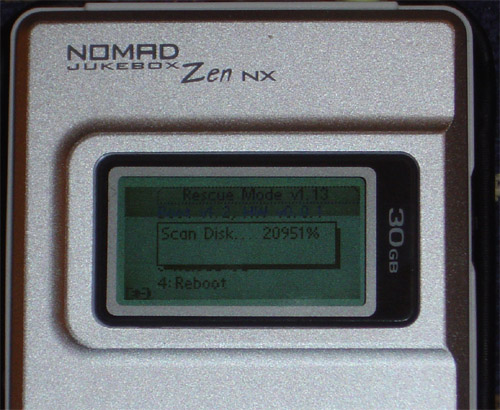 NOMAD
JUKEBOX Zen NX
Rescue Mode v1.13
Scan Disk... 20951%
4:Reboot
30GB